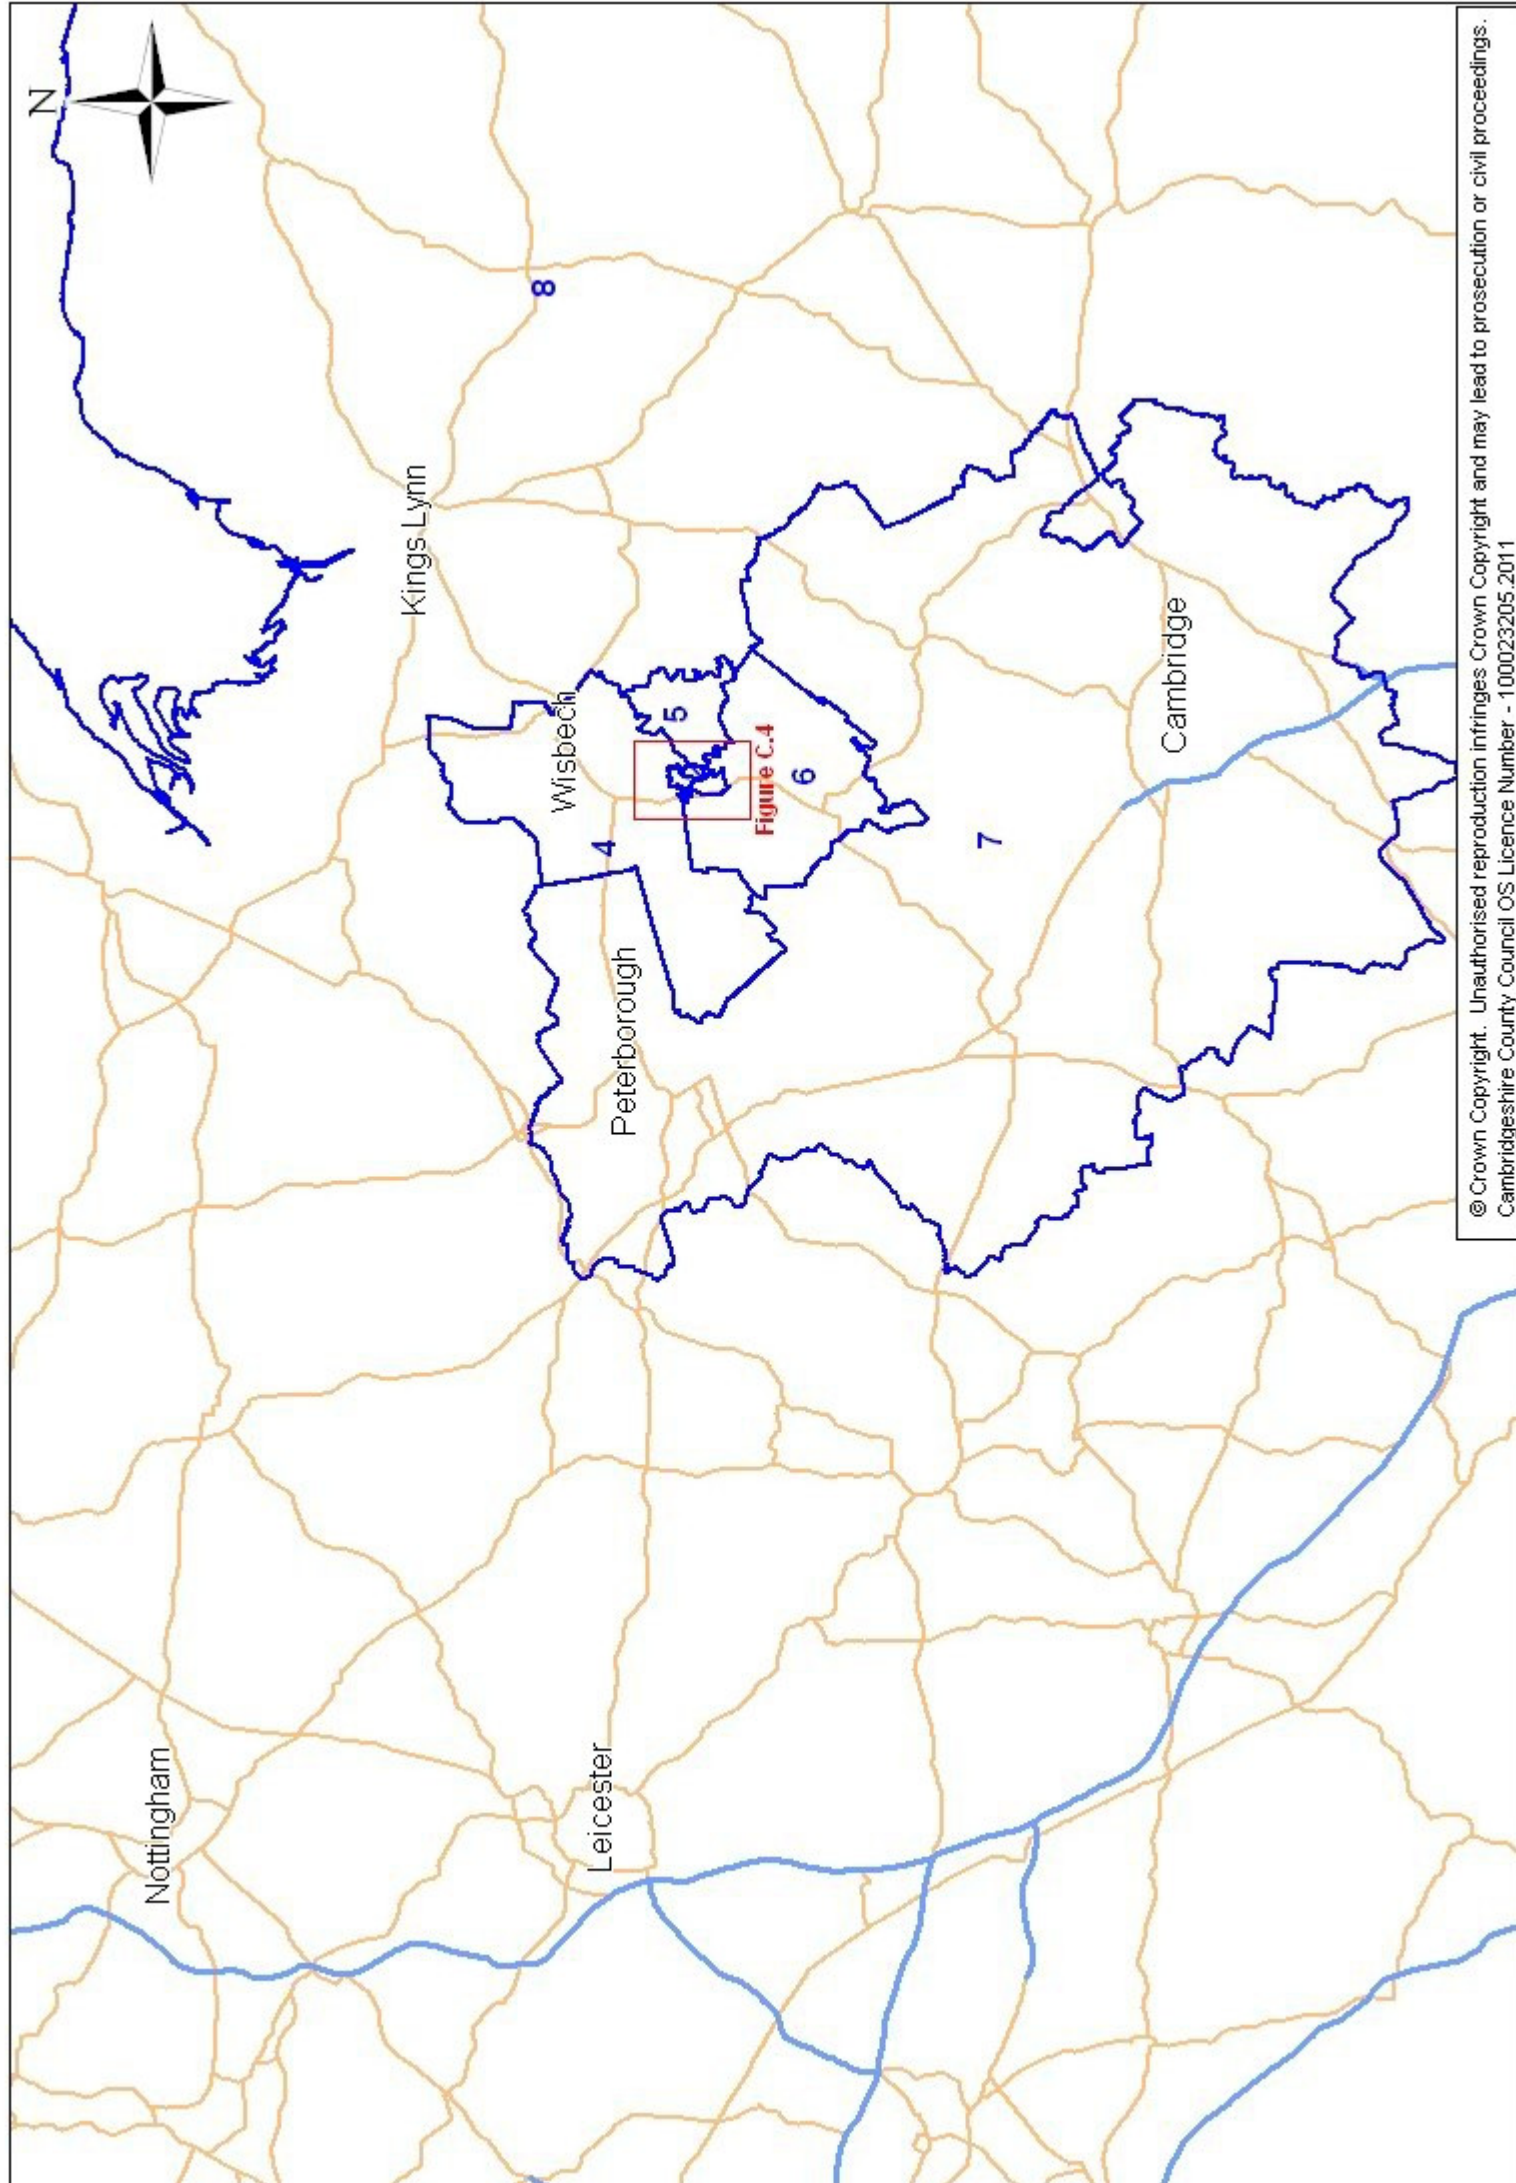 N
Nottingham
Kings Lynn
8
Wisbech
Leicester
4
Peterborough
5
Figure C.4
6
7
Cambridge
© Crown Copyright. Unauthorised reproduction infringes Crown Copyright and may lead to prosecution or civil proceedings.
Cambridgeshire County Council OS Licence Number - 100023205.2011